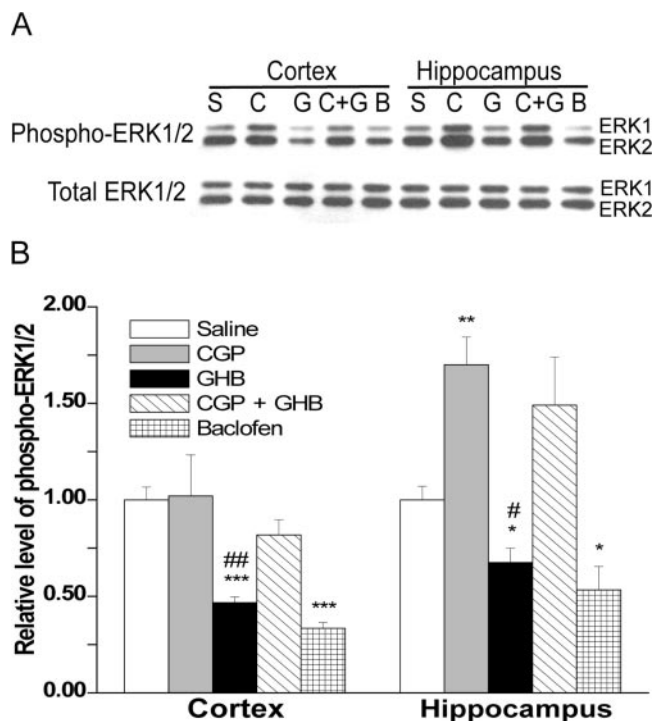 A
Cortex Hippocampus
S C G C+G B S C G C+G B
Phospho-ERK1/2 ERK1
ERK2
Total ERK1/2 ERK1
ERK2
B
Relative level of phospho-ERK1/2
2.00
1.50
1.00
0.50
0.00
Saline
CGP
GHB
CGP + GHB
Baclofen
##
***
***
**
#
*
*
Cortex Hippocampus